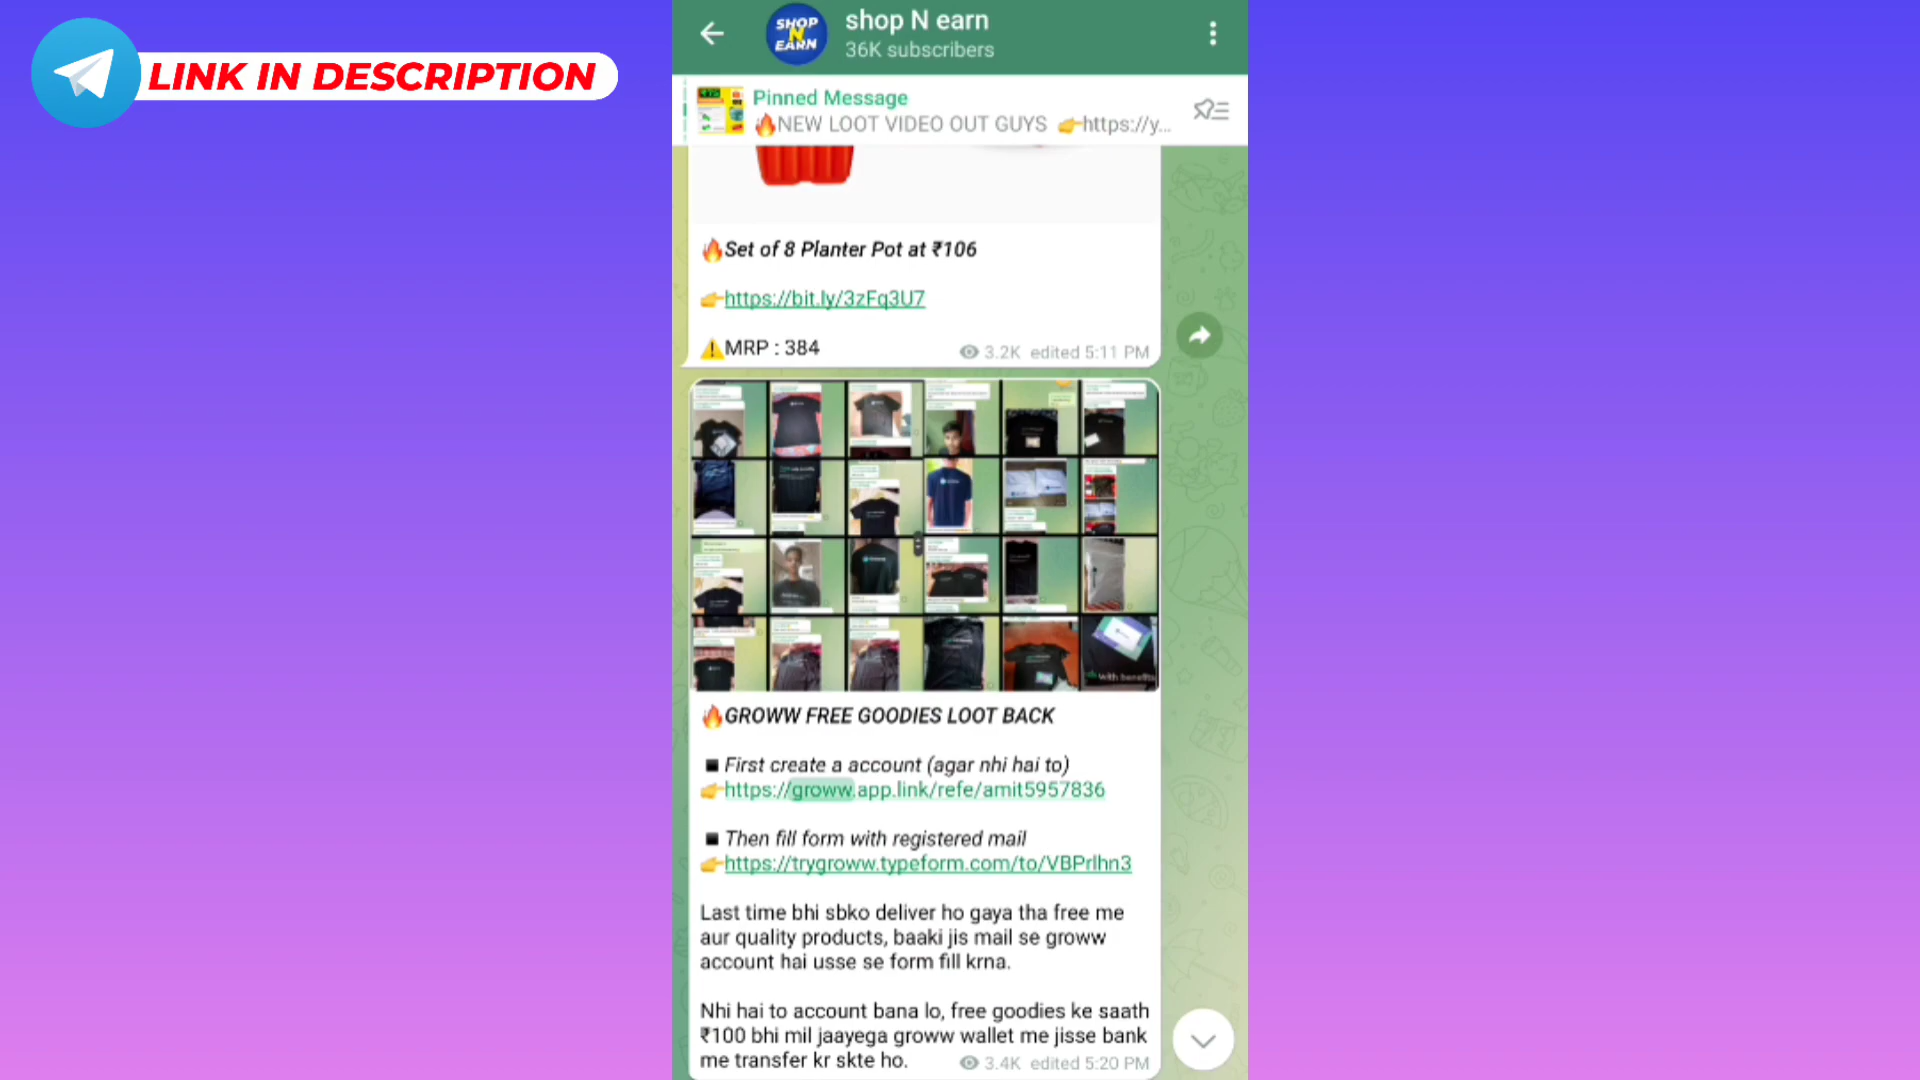 LINK IN DESCRIPTION
SHOP
N
EARN
shop N earn
36K subscribers
Pinned Message
🔥NEW LOOT VIDEO OUT GUYS 👉https://y...
🔥Set of 8 Planter Pot at ₹106
👉https://bit.ly/3zFq3U7
⚠️MRP : 384
3.2K edited 5:11 PM
With benefits
🔥GROWW FREE GOODIES LOOT BACK
◾First create a account (agar nhi hai to)
👉https://groww.app.link/refe/amit5957836
◾Then fill form with registered mail
👉https://trygroww.typeform.com/to/VBPrlhn3
Last time bhi sbko deliver ho gaya tha free me
aur quality products, baaki jis mail se groww
account hai usse se form fill krna.
Nhi hai to account bana lo, free goodies ke saath
₹100 bhi mil jaayega groww wallet me jisse bank
me transfer kr skte ho.
3.4K edited 5:20 PM